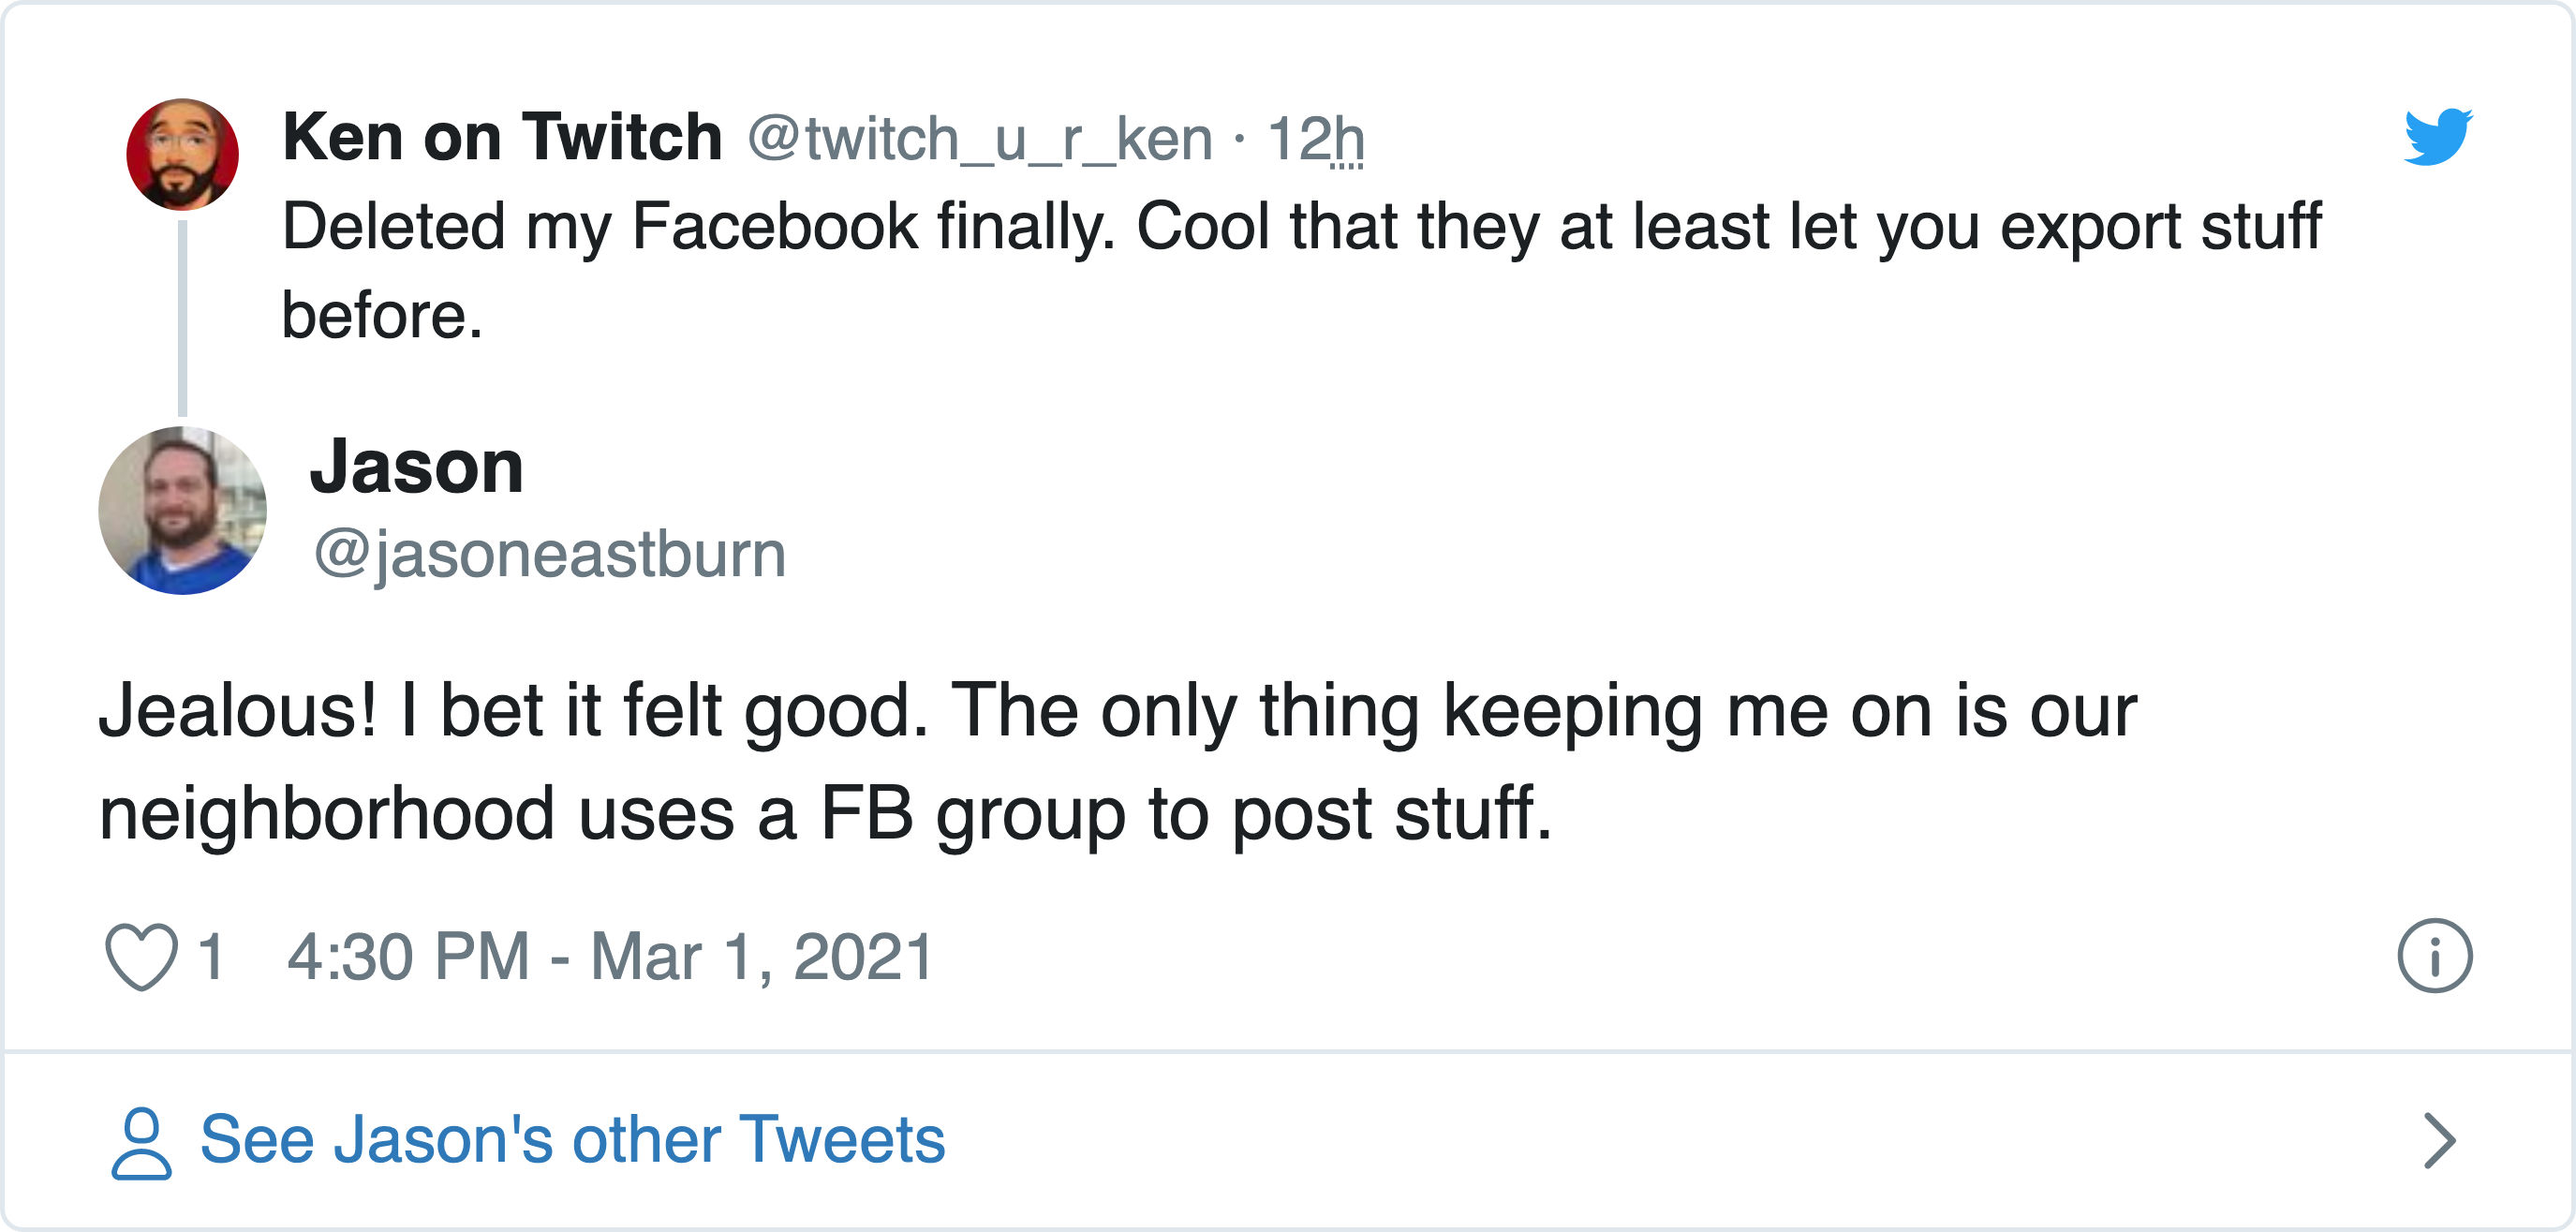 Ken on Twitch @twitch_u_r_ken · 12h
Deleted my Facebook finally. Cool that they at least let you export stuff
before.
Jason
@jasoneastburn
Jealous! I bet it felt good. The only thing keeping me on is our
neighborhood uses a FB group to post stuff.
1 4:30 PM - Mar 1, 2021
See Jason's other Tweets